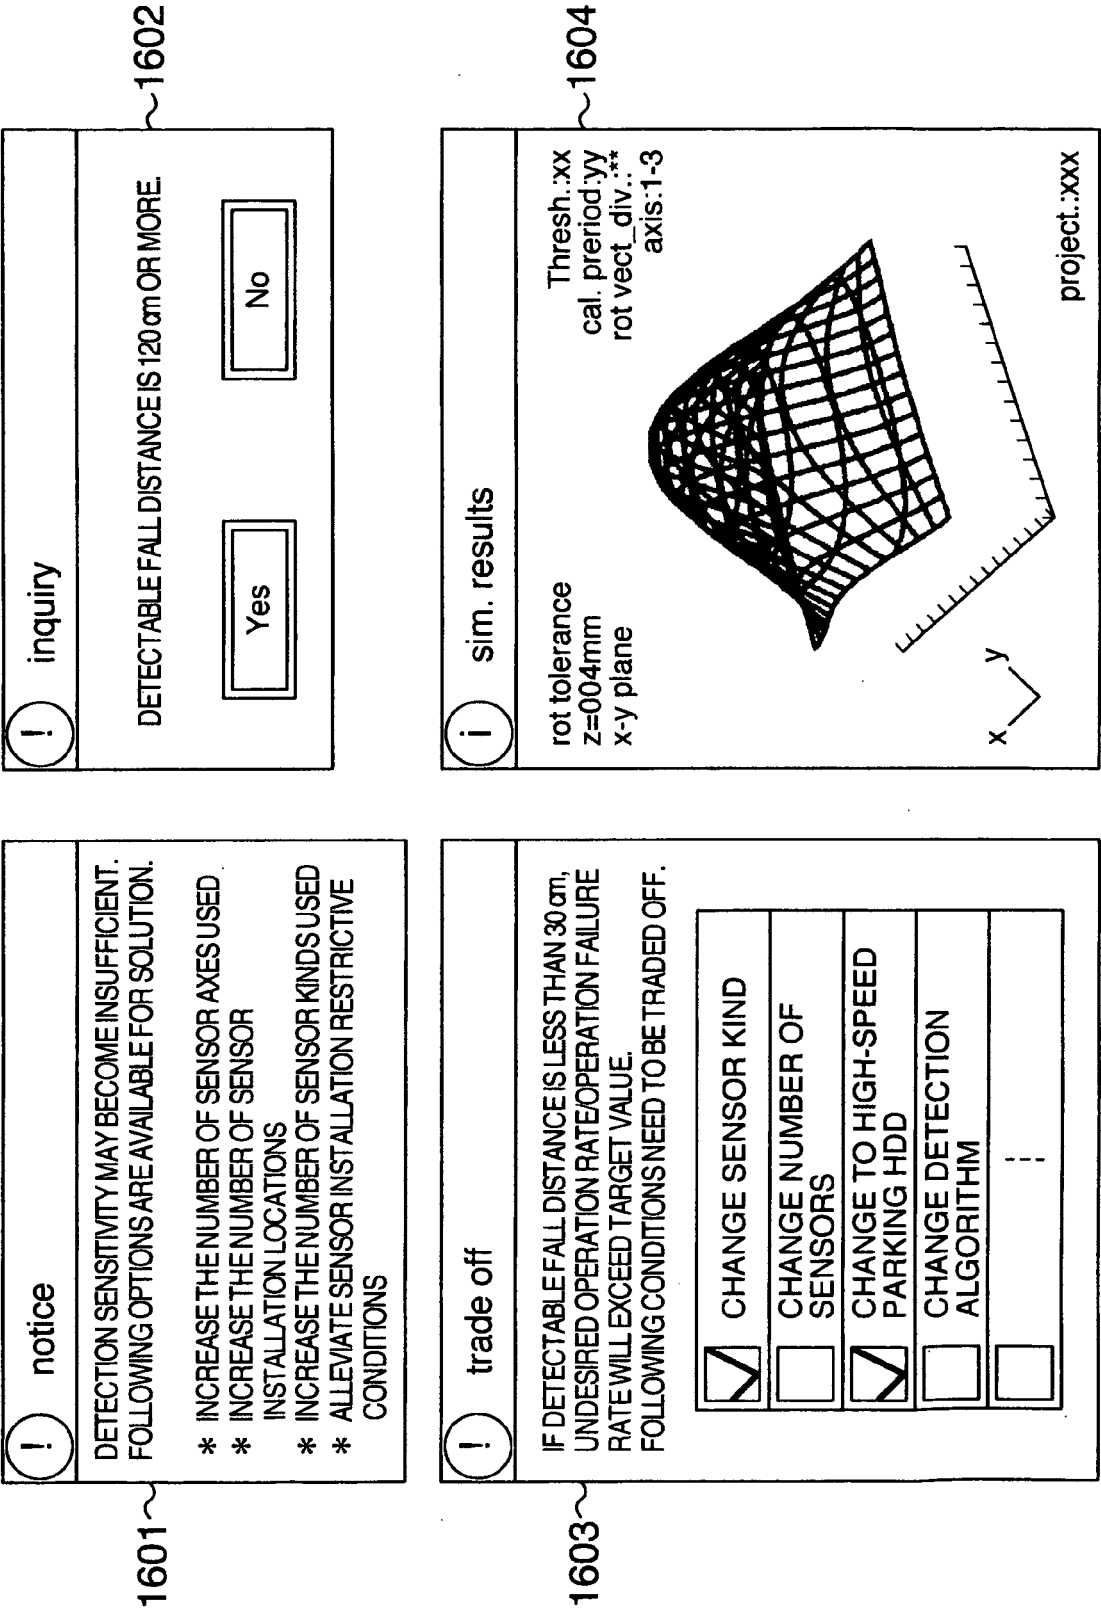 1601
! notice
DETECTION SENSITIVITY MAY BECOME INSUFFICIENT.
FOLLOWING OPTIONS ARE AVAILABLE FOR SOLUTION.
* INCREASE THE NUMBER OF SENSOR AXES USED
* INCREASE THE NUMBER OF SENSOR
INSTALLATION LOCATIONS
* INCREASE THE NUMBER OF SENSOR KINDS USED
* ALLEVIATE SENSOR INSTALLATION RESTRICTIVE
CONDITIONS
1602
! inquiry
DETECTABLE FALL DISTANCE IS 120cm OR MORE.
Yes No
1603
! trade off
IF DETECTABLE FALL DISTANCE IS LESS THAN 30cm,
UNDESIRED OPERATION RATE/OPERATION FAILURE
RATE WILL EXCEED TARGET VALUE.
FOLLOWING CONDITIONS NEED TO BE TRADED OFF.
CHANGE SENSOR KIND
CHANGE NUMBER OF
SENSORS
CHANGE TO HIGH-SPEED
PARKING HDD
CHANGE DETECTION
ALGORITHM
1604
i sim. results
rot tolerance
z=004mm
x-y plane
Thresh.:xx
cal. preriod:yy
rot vect_div.:**
axis:1-3
x y
project.:xxx